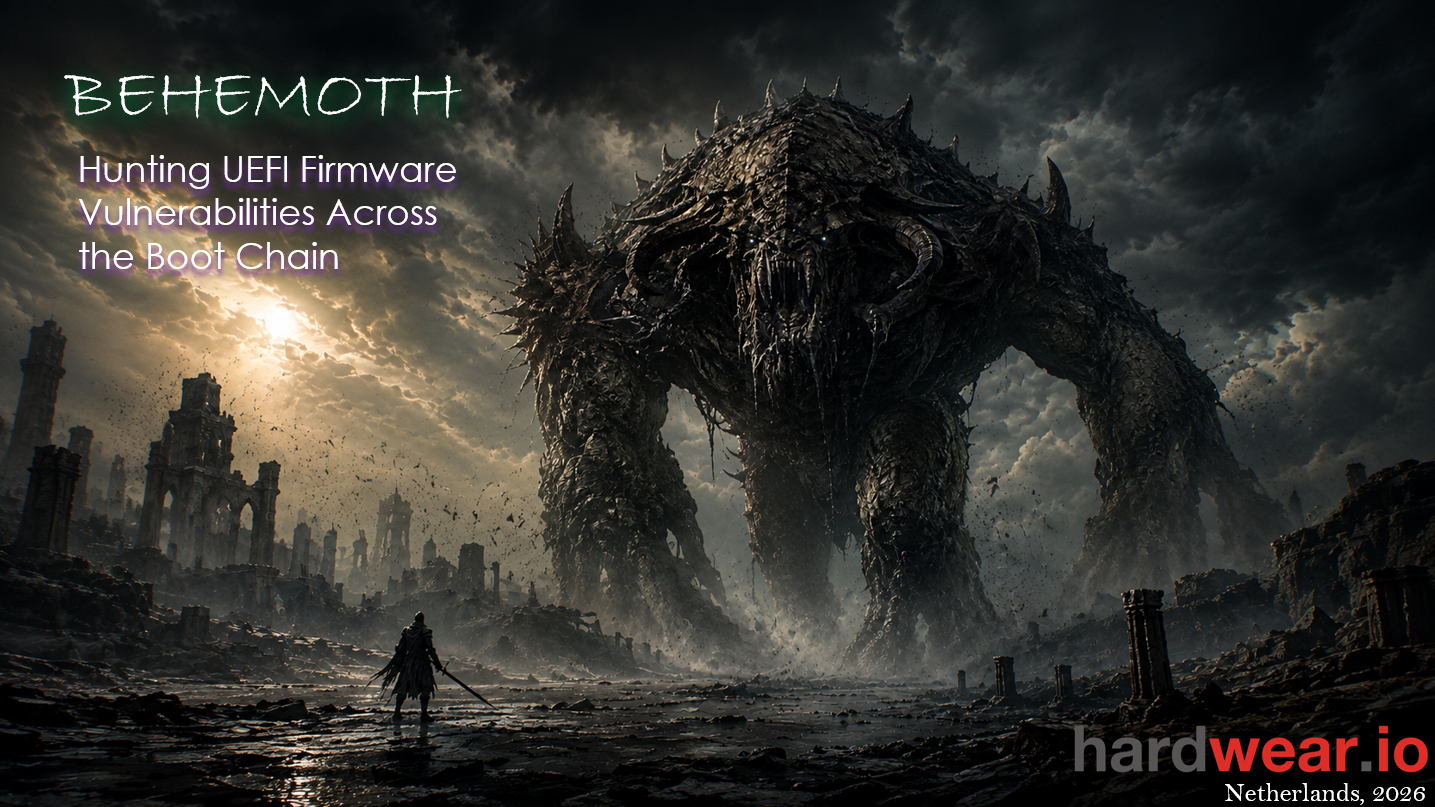 BEHEMOTH
Hunting UEFI Firmware
Vulnerabilities Across
the Boot Chain
hardwear.io
Netherlands, 2026